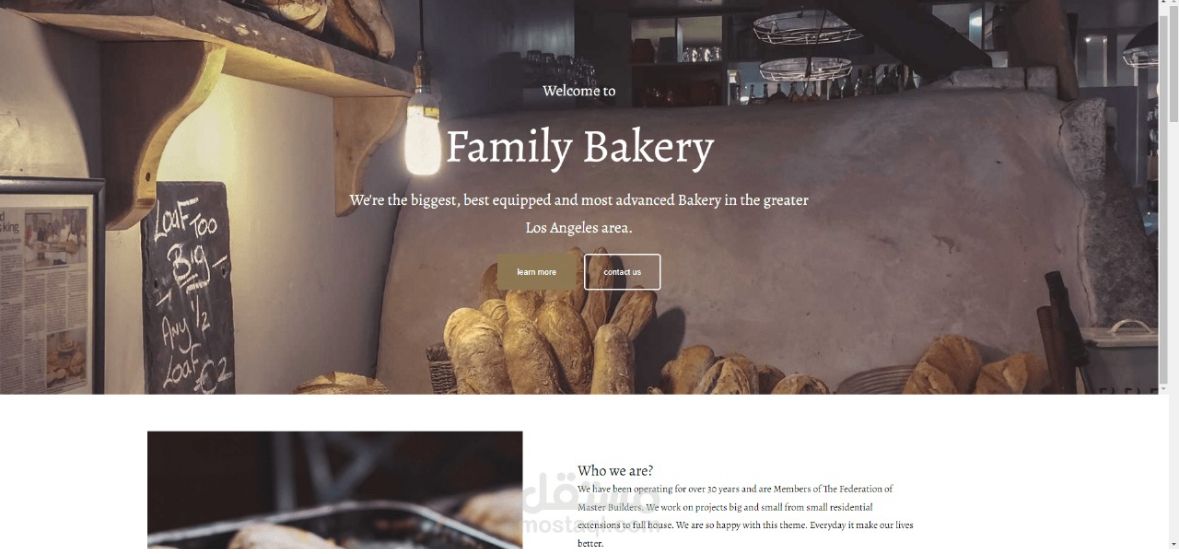 Welcome to
Family Bakery
We're the biggest, best equipped and most advanced Bakery in the greater
Los Angeles area.
learn more
contact us
LOAF TOO
BIG
ANY 1/2
LOAF
Who we are?
We have been operating for over 30 years and are Members of The Federation of
Master Builders. We work on projects big and small from small residential
extensions to full house. We are so happy with this theme. Everyday it make our lives
better.
مستقل
mostaql.com